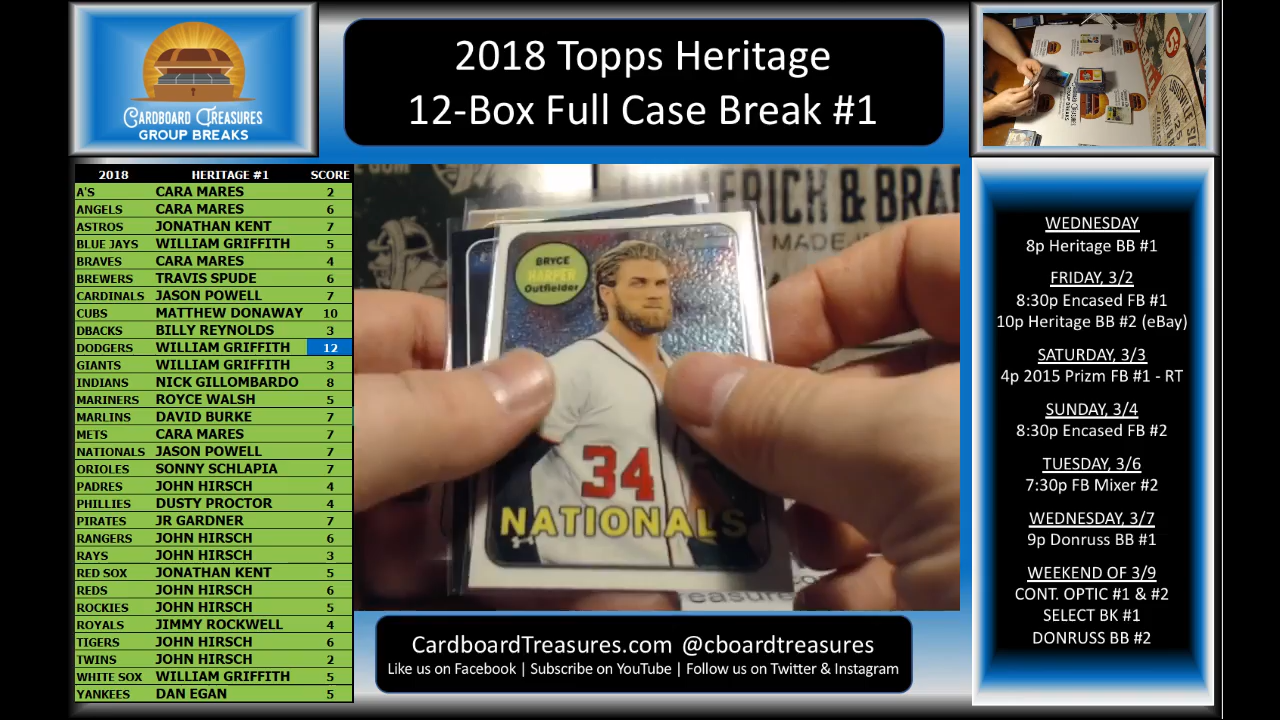 CARDBOARD TREASURES
GROUP BREAKS
2018 Topps Heritage
12-Box Full Case Break #1
2018 HERITAGE #1 SCORE
A'S CARA MARES 2
ANGELS CARA MARES 6
ASTROS JONATHAN KENT 7
BLUE JAYS WILLIAM GRIFFITH 5
BRAVES CARA MARES 4
BREWERS TRAVIS SPUDE 6
CARDINALS JASON POWELL 7
CUBS MATTHEW DONAWAY 10
DBACKS BILLY REYNOLDS 3
DODGERS WILLIAM GRIFFITH 12
GIANTS WILLIAM GRIFFITH 3
INDIANS NICK GILLOMBARDO 8
MARINERS ROYCE WALSH 5
MARLINS DAVID BURKE 7
METS CARA MARES 7
NATIONALS JASON POWELL 7
ORIOLES SONNY SCHLAPIA 7
PADRES JOHN HIRSCH 4
PHILLIES DUSTY PROCTOR 4
PIRATES JR GARDNER 7
RANGERS JOHN HIRSCH 6
RAYS JOHN HIRSCH 3
RED SOX JONATHAN KENT 5
REDS JOHN HIRSCH 6
ROCKIES JOHN HIRSCH 5
ROYALS JIMMY ROCKWELL 4
TIGERS JOHN HIRSCH 6
TWINS JOHN HIRSCH 2
WHITE SOX WILLIAM GRIFFITH 5
YANKEES DAN EGAN 5
ERICH & BRAD
MADE
BRYCE
HARPER
Outfielder
34
NATIONALS
CardboardTreasures.com @cboardtreasures
Like us on Facebook | Subscribe on YouTube | Follow us on Twitter & Instagram
WEDNESDAY
8p Heritage BB #1
FRIDAY, 3/2
8:30p Encased FB #1
10p Heritage BB #2 (eBay)
SATURDAY, 3/3
4p 2015 Prizm FB #1 - RT
SUNDAY, 3/4
8:30p Encased FB #2
TUESDAY, 3/6
7:30p FB Mixer #2
WEDNESDAY, 3/7
9p Donruss BB #1
WEEKEND OF 3/9
CONT. OPTIC #1 & #2
SELECT BK #1
DONRUSS BB #2